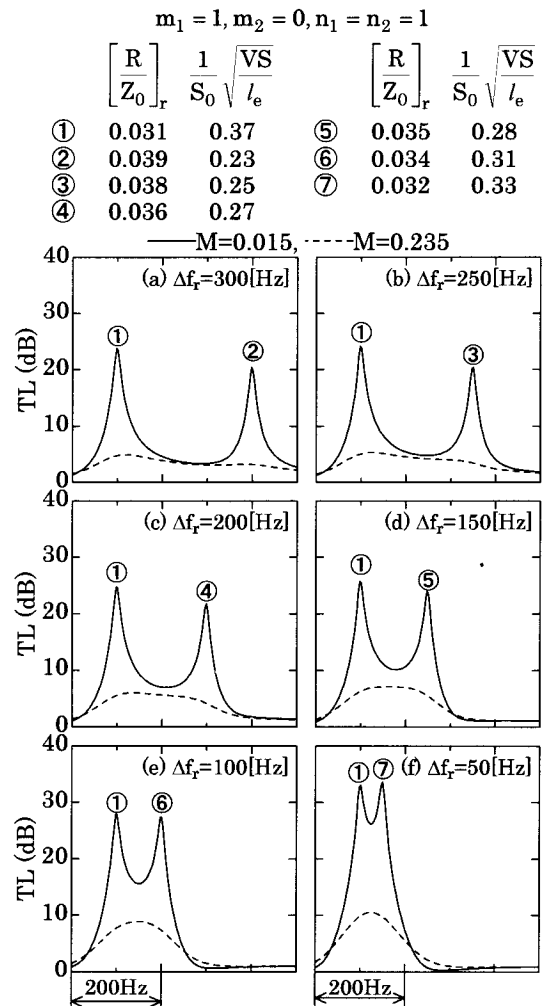 m₁ = 1, m₂ = 0, n₁ = n₂ = 1
[R/Z₀]ᵣ 1/S₀ √(VS/lₑ) [R/Z₀]ᵣ 1/S₀ √(VS/lₑ)
① 0.031 0.37 ⑤ 0.035 0.28
② 0.039 0.23 ⑥ 0.034 0.31
③ 0.038 0.25 ⑦ 0.032 0.33
④ 0.036 0.27
M=0.015, M=0.235
(a) Δfᵣ=300[Hz]
① ②
40
30
20
10
0
TL (dB)
(b) Δfᵣ=250[Hz]
① ③
(c) Δfᵣ=200[Hz]
① ④
40
30
20
10
0
TL (dB)
(d) Δfᵣ=150[Hz]
① ⑤
(e) Δfᵣ=100[Hz]
① ⑥
40
30
20
10
0
TL (dB)
200Hz
(f) Δfᵣ=50[Hz]
① ⑦
200Hz